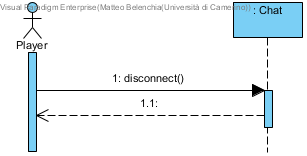 Visual Paradigm Enterprise(Matteo Belenchia(Università di Camerino))
: Chat
Player
1: disconnect()
1.1: